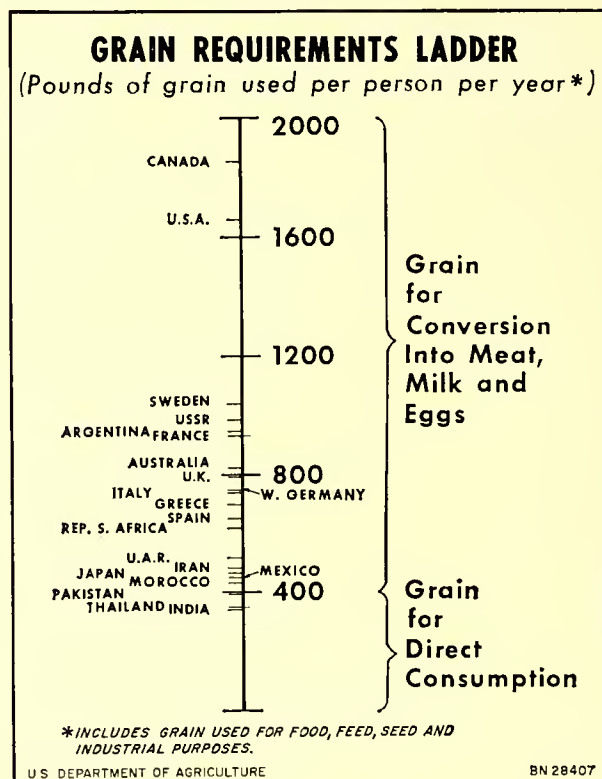 GRAIN REQUIREMENTS LADDER
(Pounds of grain used per person per year*)
2000
CANADA
U.S.A.
1600
Grain
for
Conversion
Into Meat,
Milk and
Eggs
1200
SWEDEN
USSR
ARGENTINA FRANCE
AUSTRALIA
U.K.
800
ITALY W. GERMANY
GREECE
SPAIN
REP. S. AFRICA
U.A.R.
IRAN MEXICO
JAPAN
MOROCCO
PAKISTAN 400
THAILAND INDIA
Grain
for
Direct
Consumption
*INCLUDES GRAIN USED FOR FOOD, FEED, SEED AND
INDUSTRIAL PURPOSES.
U S DEPARTMENT OF AGRICULTURE BN 28407